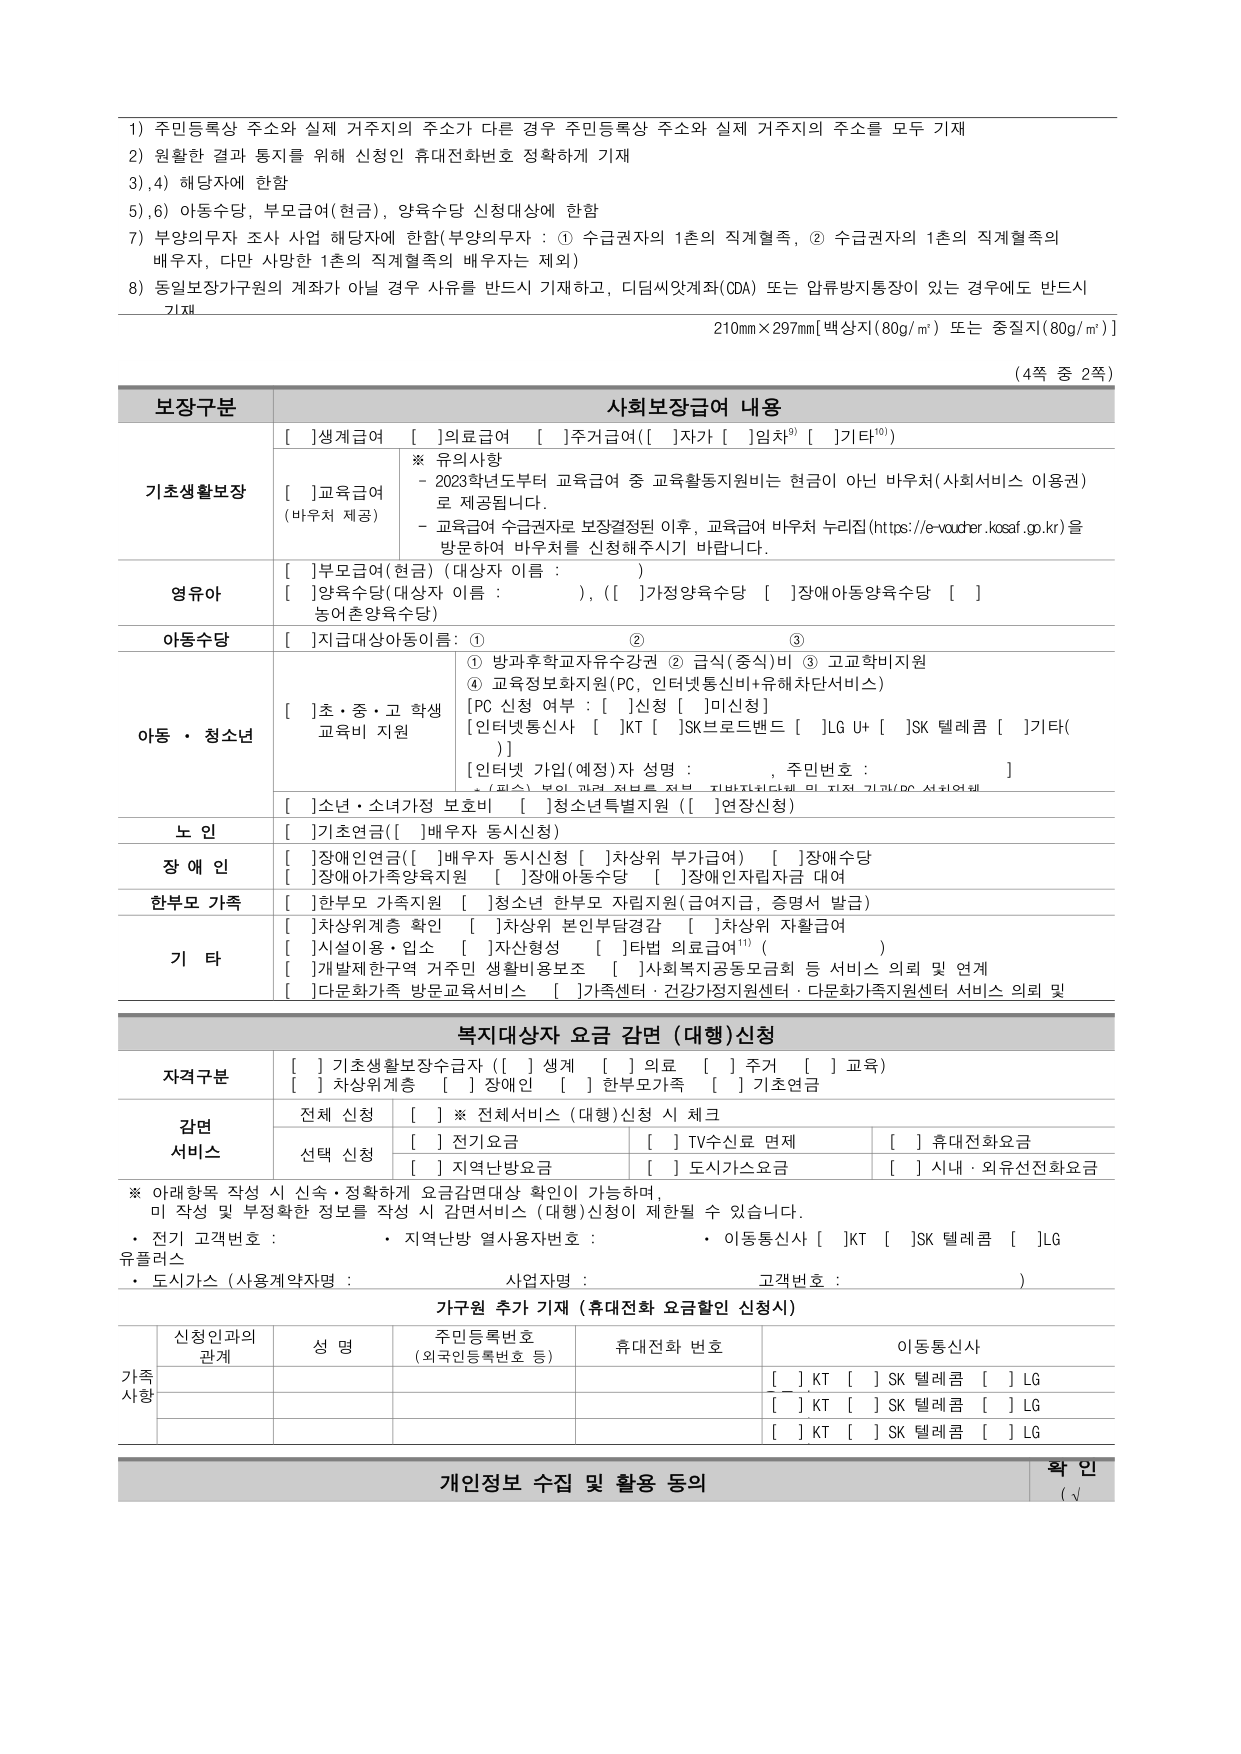 1) 주민등록상 주소와 실제 거주지의 주소가 다른 경우 주민등록상 주소와 실제 거주지의 주소를 모두 기재
2) 원활한 결과 통지를 위해 신청인 휴대전화번호 정확하게 기재
3),4) 해당자에 한함
5),6) 아동수당, 부모급여(현금), 양육수당 신청대상에 한함
7) 부양의무자 조사 사업 해당자에 한함(부양의무자 : ① 수급권자의 1촌의 직계혈족, ② 수급권자의 1촌의 직계혈족의
배우자, 다만 사망한 1촌의 직계혈족의 배우자는 제외)
8) 동일보장가구원의 계좌가 아닐 경우 사유를 반드시 기재하고, 디딤씨앗계좌(CDA) 또는 압류방지통장이 있는 경우에도 반드시
기재
210㎜×297㎜[백상지(80g/㎡) 또는 중질지(80g/㎡)]
(4쪽 중 2쪽)
보장구분 사회보장급여 내용
기초생활보장
[ ]생계급여 [ ]의료급여 [ ]주거급여([ ]자가 [ ]임차9) [ ]기타10))
[ ]교육급여
(바우처 제공)
※ 유의사항
- 2023학년도부터 교육급여 중 교육활동지원비는 현금이 아닌 바우처(사회서비스 이용권)
로 제공됩니다.
- 교육급여 수급권자로 보장결정된 이후, 교육급여 바우처 누리집(https://e-voucher.kosaf.go.kr)을
방문하여 바우처를 신청해주시기 바랍니다.
영유아
[ ]부모급여(현금) (대상자 이름 : )
[ ]양육수당(대상자 이름 : ), ([ ]가정양육수당 [ ]장애아동양육수당 [ ]
농어촌양육수당)
아동수당 [ ]지급대상아동이름: ① ② ③
아동 · 청소년
[ ]초·중·고 학생
교육비 지원
① 방과후학교자유수강권 ② 급식(중식)비 ③ 고교학비지원
④ 교육정보화지원(PC, 인터넷통신비+유해차단서비스)
[PC 신청 여부 : [ ]신청 [ ]미신청]
[인터넷통신사 [ ]KT [ ]SK브로드밴드 [ ]LG U+ [ ]SK 텔레콤 [ ]기타(
)]
[인터넷 가입(예정)자 성명 : , 주민번호 : ]
* (필수) 본인 관련 정보를 정부, 지방자치단체 및 지정 기관(PC 설치업체,
[ ]소년·소녀가정 보호비 [ ]청소년특별지원 ([ ]연장신청)
노 인 [ ]기초연금([ ]배우자 동시신청)
장 애 인
[ ]장애인연금([ ]배우자 동시신청 [ ]차상위 부가급여) [ ]장애수당
[ ]장애아가족양육지원 [ ]장애아동수당 [ ]장애인자립자금 대여
한부모 가족 [ ]한부모 가족지원 [ ]청소년 한부모 자립지원(급여지급, 증명서 발급)
기 타
[ ]차상위계층 확인 [ ]차상위 본인부담경감 [ ]차상위 자활급여
[ ]시설이용·입소 [ ]자산형성 [ ]타법 의료급여11) ( )
[ ]개발제한구역 거주민 생활비용보조 [ ]사회복지공동모금회 등 서비스 의뢰 및 연계
[ ]다문화가족 방문교육서비스 [ ]가족센터·건강가정지원센터·다문화가족지원센터 서비스 의뢰 및
복지대상자 요금 감면 (대행)신청
자격구분
[ ] 기초생활보장수급자 ([ ] 생계 [ ] 의료 [ ] 주거 [ ] 교육)
[ ] 차상위계층 [ ] 장애인 [ ] 한부모가족 [ ] 기초연금
감면
서비스
전체 신청 [ ] ※ 전체서비스 (대행)신청 시 체크
선택 신청
[ ] 전기요금 [ ] TV수신료 면제 [ ] 휴대전화요금
[ ] 지역난방요금 [ ] 도시가스요금 [ ] 시내·외유선전화요금
※ 아래항목 작성 시 신속·정확하게 요금감면대상 확인이 가능하며,
미 작성 및 부정확한 정보를 작성 시 감면서비스 (대행)신청이 제한될 수 있습니다.
· 전기 고객번호 : · 지역난방 열사용자번호 : · 이동통신사 [ ]KT [ ]SK 텔레콤 [ ]LG
유플러스
· 도시가스 (사용계약자명 : 사업자명 : 고객번호 : )
가구원 추가 기재 (휴대전화 요금할인 신청시)
가족
사항
신청인과의
관계
성 명
주민등록번호
(외국인등록번호 등)
휴대전화 번호
이동통신사
[ ] KT [ ] SK 텔레콤 [ ] LG
[ ] KT [ ] SK 텔레콤 [ ] LG
[ ] KT [ ] SK 텔레콤 [ ] LG
개인정보 수집 및 활용 동의
확 인
(√